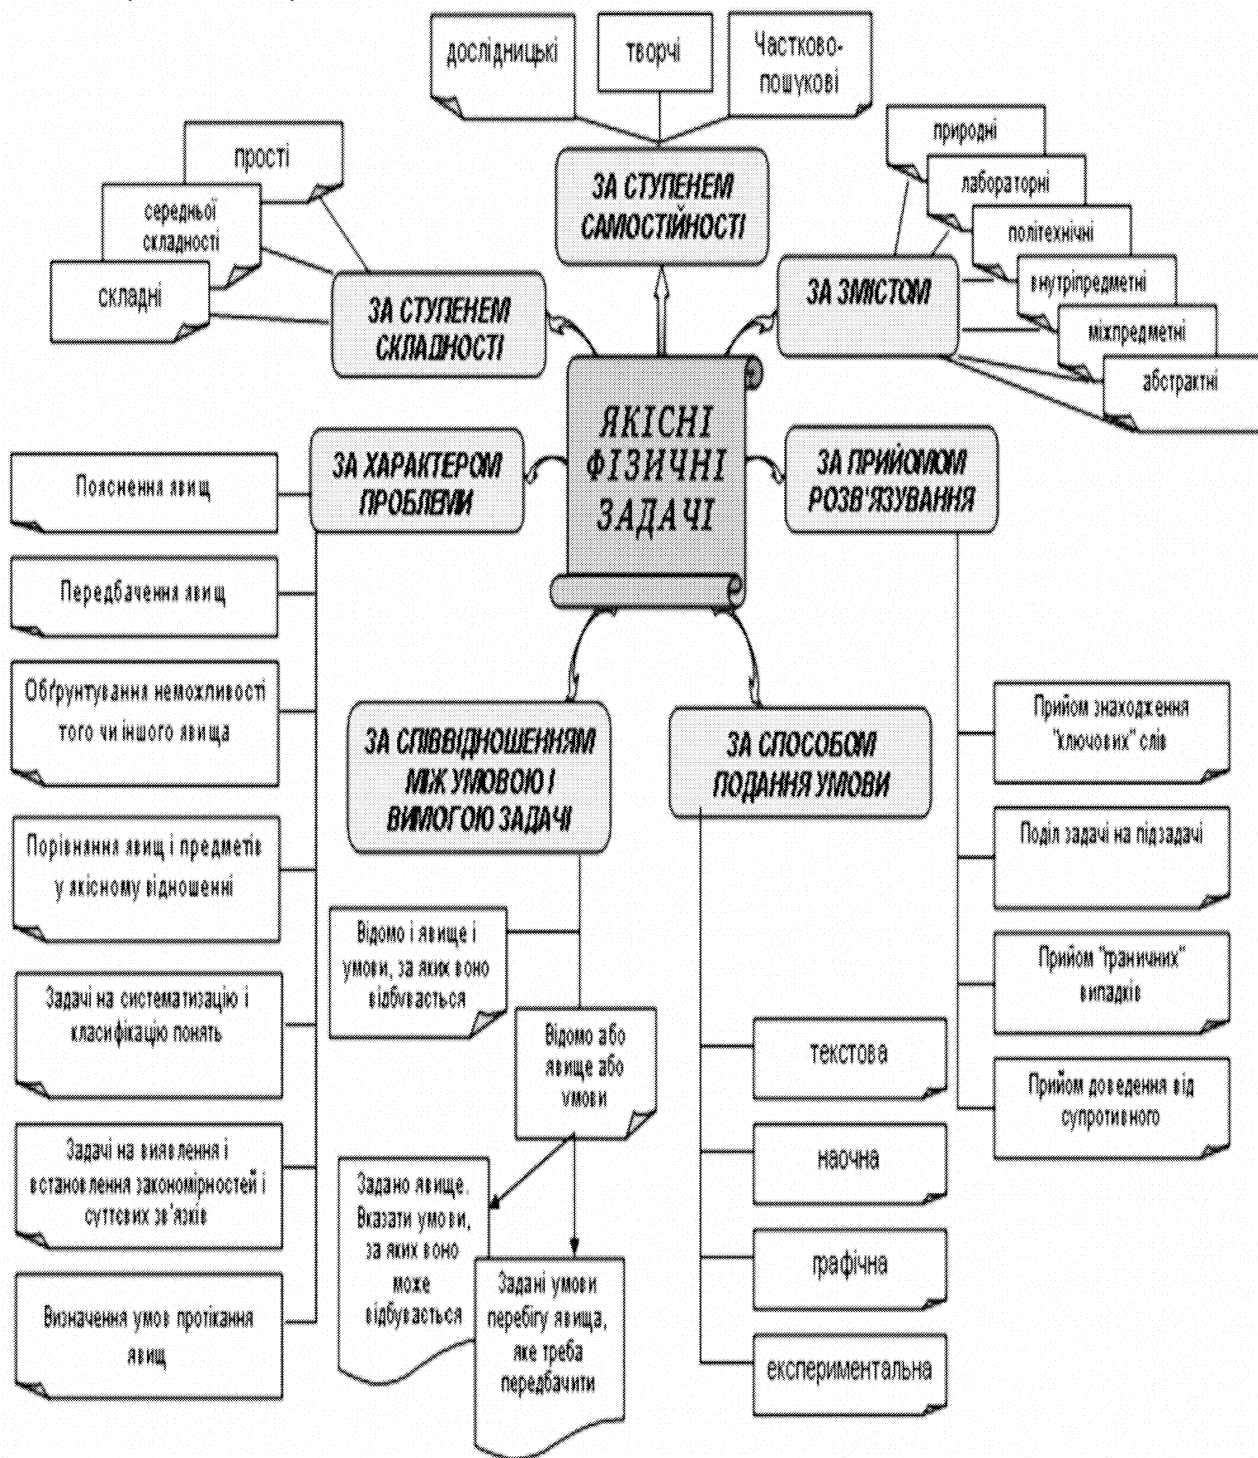 дослідницькі
творчі
Частково-
пошукові
ЗА СТУПЕНЕМ
САМОСТІЙНОСТІ
прості
середньої
складності
складні
ЗА СТУПЕНЕМ
СКЛАДНОСТІ
природні
лабораторні
політехнічні
внутріпредметні
міжпредметні
абстрактні
ЗА ЗМІСТОМ
ЯКІСНІ
ФІЗИЧНІ
ЗАДАЧІ
ЗА ХАРАКТЕРОМ
ПРОБЛЕМИ
Пояснення явищ
Передбачення явищ
Обґрунтування неможливості
того чи іншого явища
Порівняння явищ і предметів
у якісному відношенні
Задачі на систематизацію і
класифікацію понять
Задачі на виявлення і
встановлення закономірностей і
суттєвих зв'язків
Визначення умов протікання
явищ
ЗА СПІВВІДНОШЕННЯМ
МІЖ УМОВОЮ І
ВИМОГОЮ ЗАДАЧІ
Відомо і явище і
умови, за яких воно
відбувається
Відомо або
явище або
умови
Задано явище.
Вказати умови,
за яких воно
може
відбувається
Задані умови
перебігу явища,
яке треба
передбачити
ЗА СПОСОБОМ
ПОДАННЯ УМОВИ
текстова
наочна
графічна
експериментальна
ЗА ПРИЙОМОМ
РОЗВ'ЯЗУВАННЯ
Прийом знаходження
"ключових" слів
Поділ задачі на підзадачі
Прийом "граничних"
випадків
Прийом доведення від
супротивного